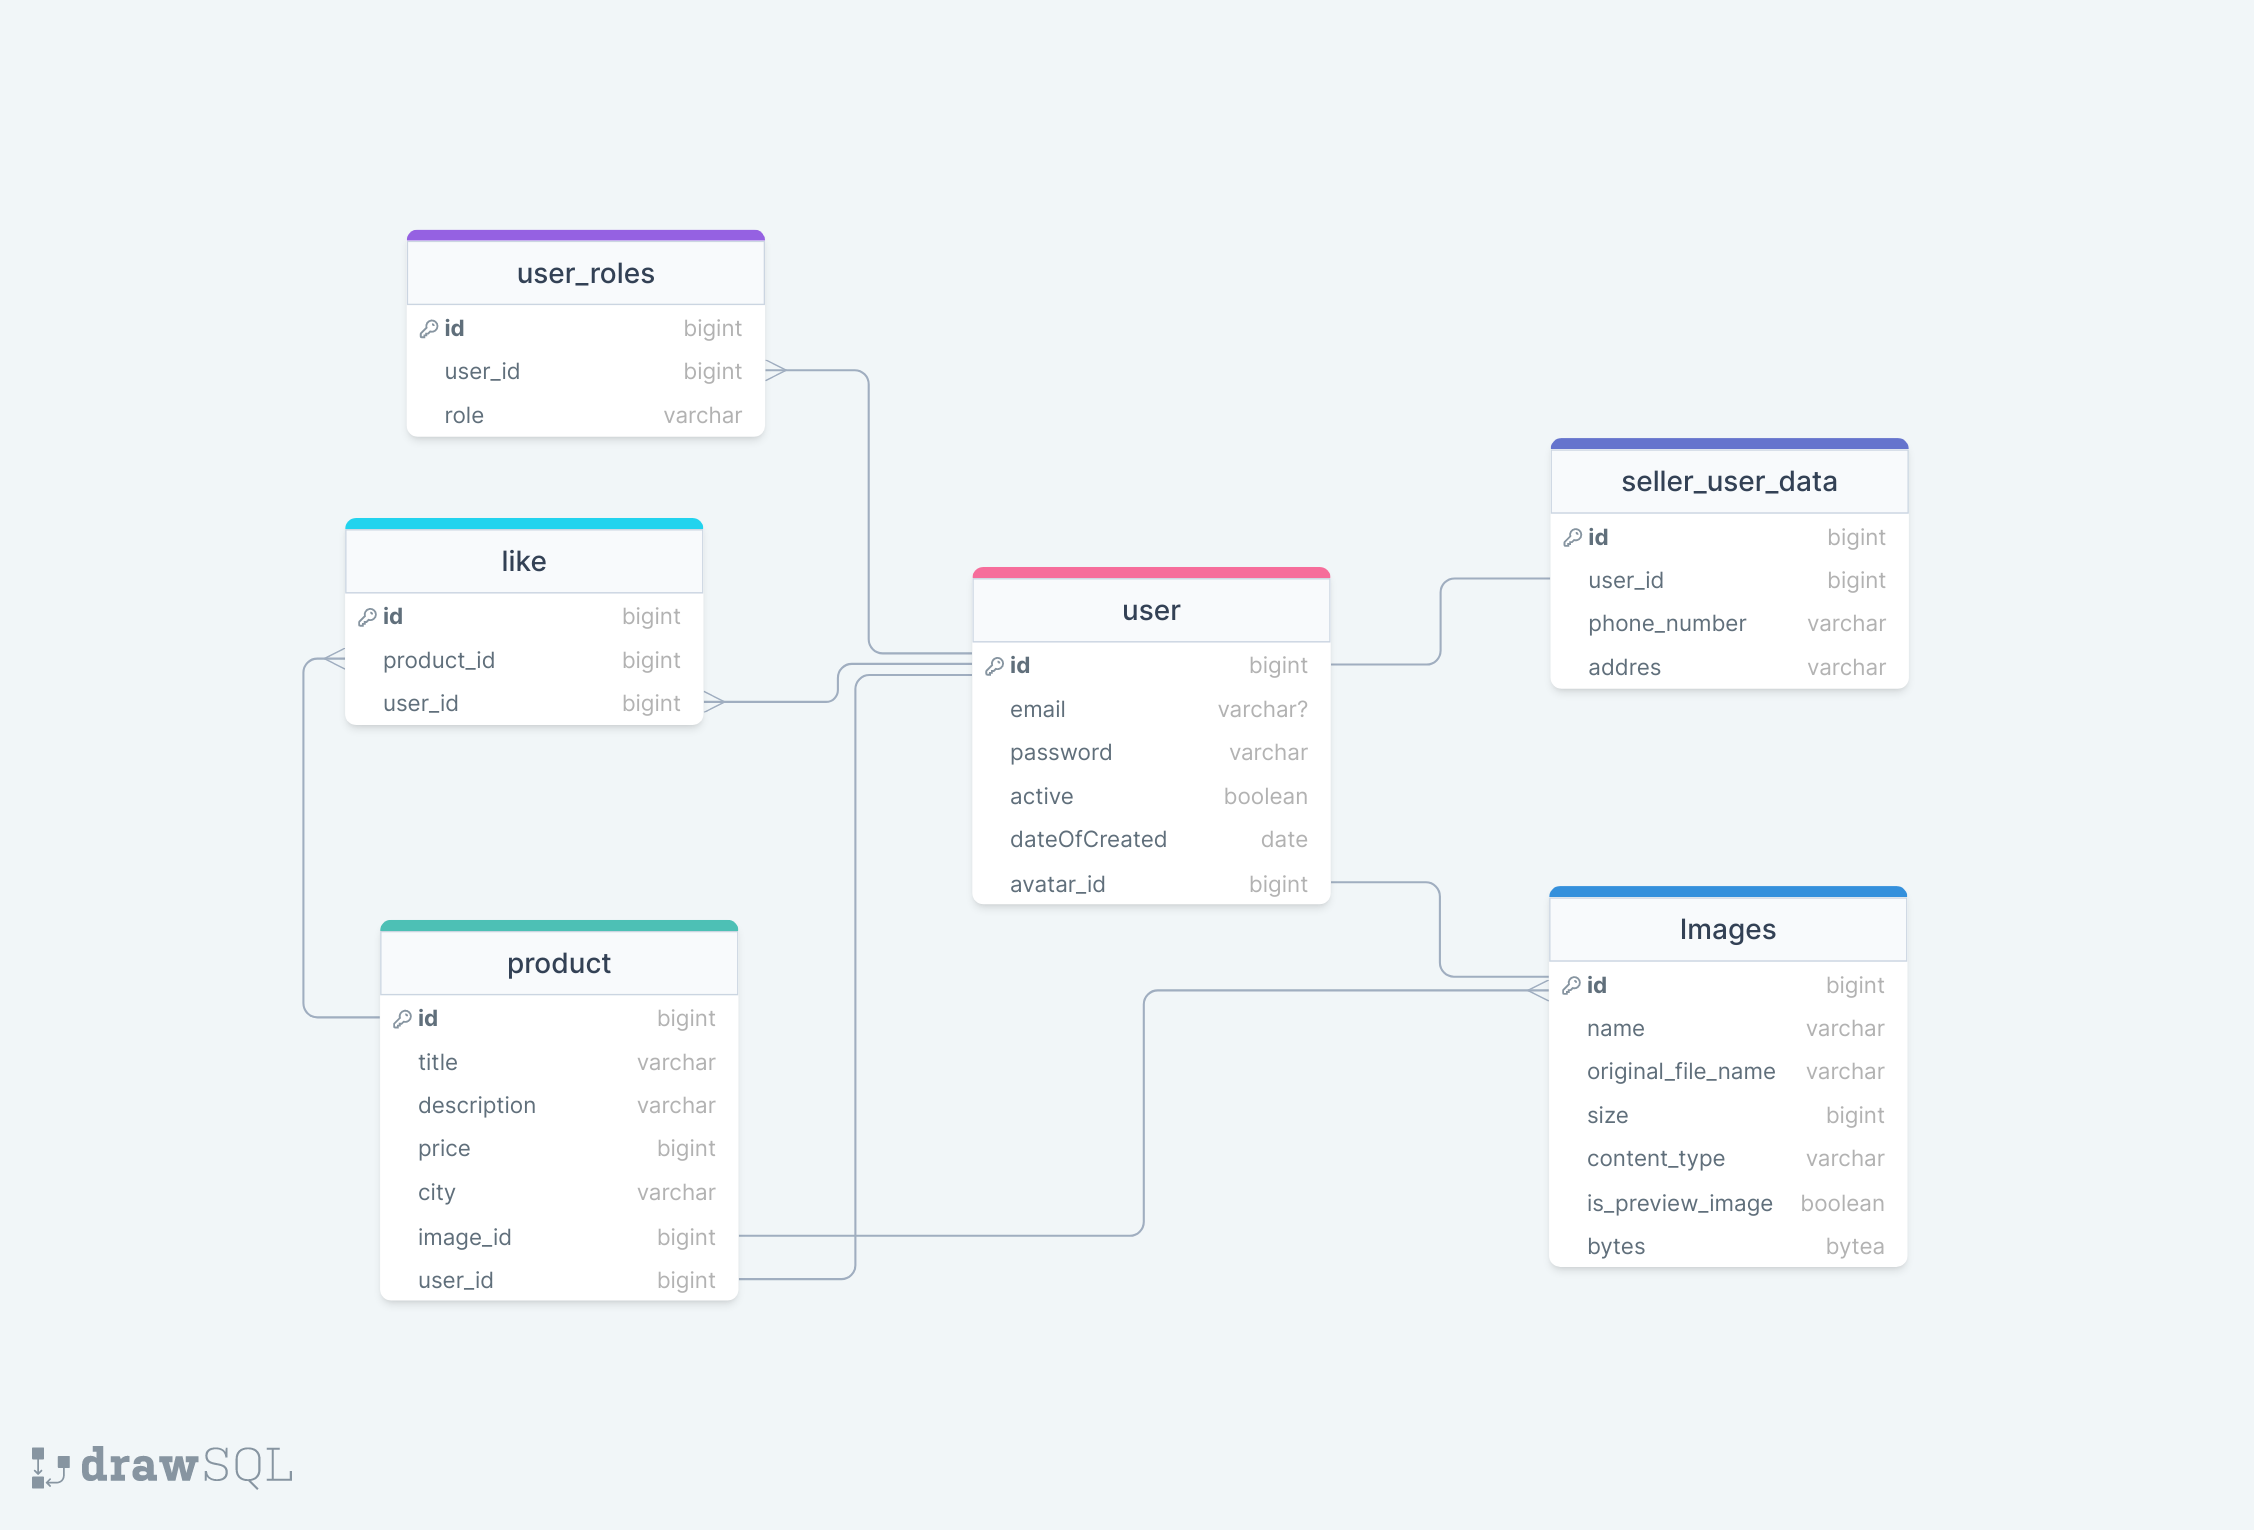 user_roles
id bigint
user_id bigint
role varchar
like
id bigint
product_id bigint
user_id bigint
product
id bigint
title varchar
description varchar
price bigint
city varchar
image_id bigint
user_id bigint
user
id bigint
email varchar?
password varchar
active boolean
dateOfCreated date
avatar_id bigint
seller_user_data
id bigint
user_id bigint
phone_number varchar
addres varchar
Images
id bigint
name varchar
original_file_name varchar
size bigint
content_type varchar
is_preview_image boolean
bytes bytea
drawSQL